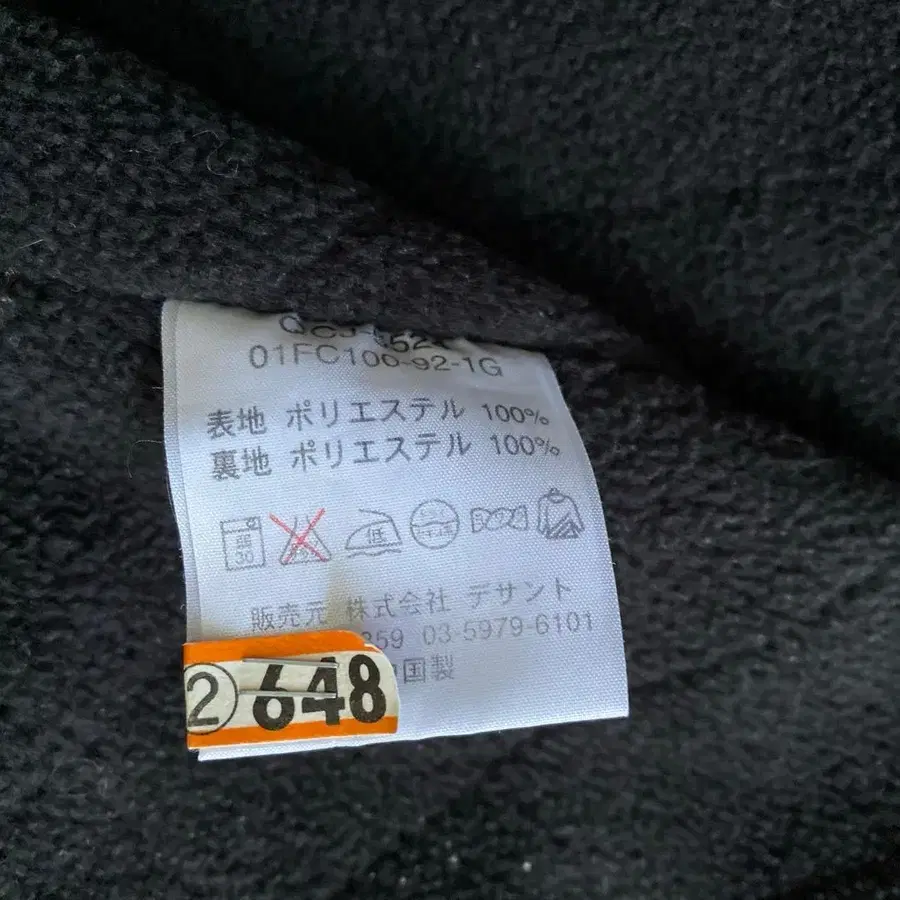 01FC100-92-1G
表地 ポリエステル 100%
裏地 ポリエステル 100%
30
低
販売元 株式会社 デサント
359 03-5979-6101
国製
② 648